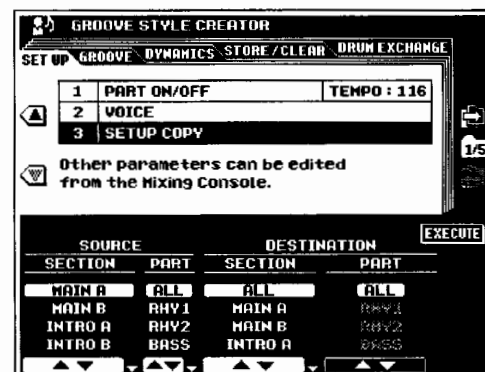 GROOVE STYLE CREATOR
SET UP GROOVE DYNAMICS STORE/CLEAR DRUM EXCHANGE
1 PART ON/OFF TEMPO : 116
2 VOICE
3 SETUP COPY
1/5
Other parameters can be edited
from the Mixing Console.
EXECUTE
SOURCE DESTINATION
SECTION PART SECTION PART
MAIN A ALL ALL ALL
MAIN B RHY1 MAIN A RHY1
INTRO A RHY2 MAIN B RHY2
INTRO B BASS INTRO A BASS